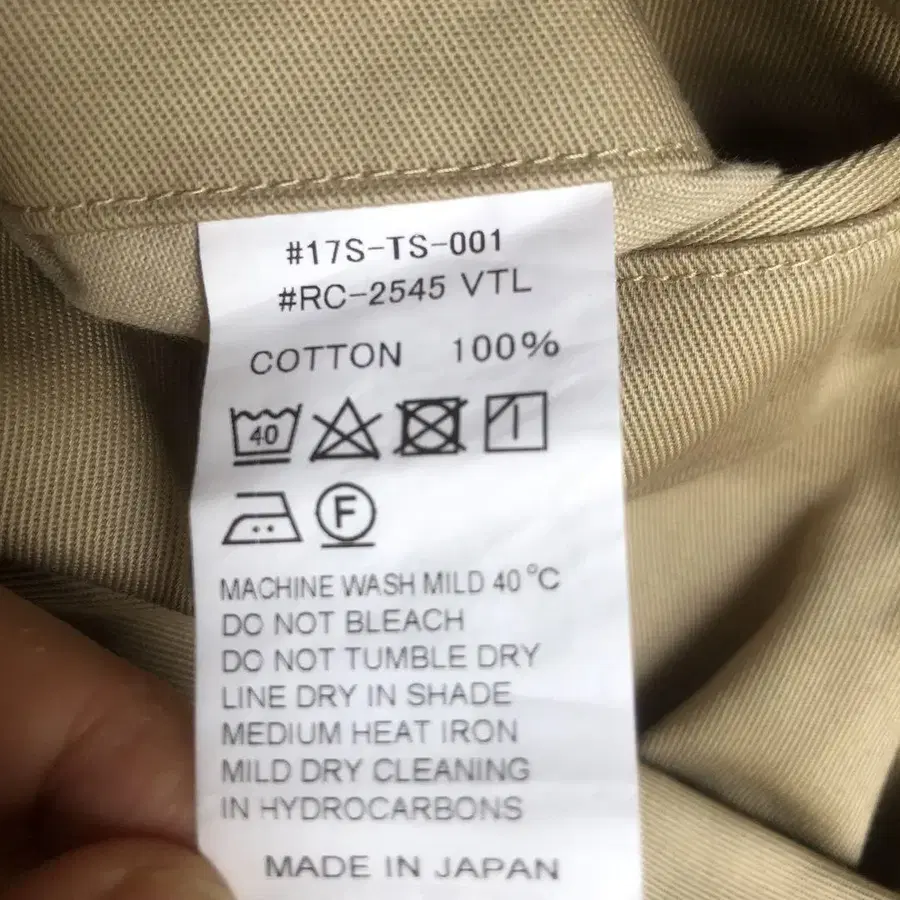 #17S-TS-001
#RC-2545 VTL
COTTON 100%
40
F
MACHINE WASH MILD 40°C
DO NOT BLEACH
DO NOT TUMBLE DRY
LINE DRY IN SHADE
MEDIUM HEAT IRON
MILD DRY CLEANING
IN HYDROCARBONS
MADE IN JAPAN